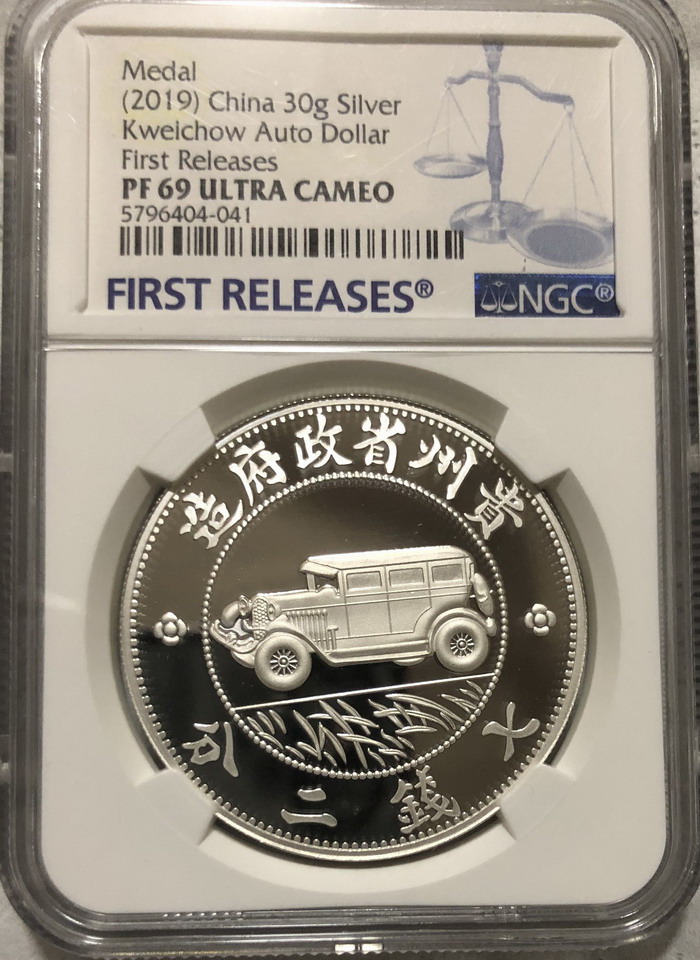 Medal
(2019) China 30g Silver
Kweichow Auto Dollar
First Releases
PF 69 ULTRA CAMEO
5796404-041
FIRST RELEASES®
NGC®
貴州省政府造
七錢二分